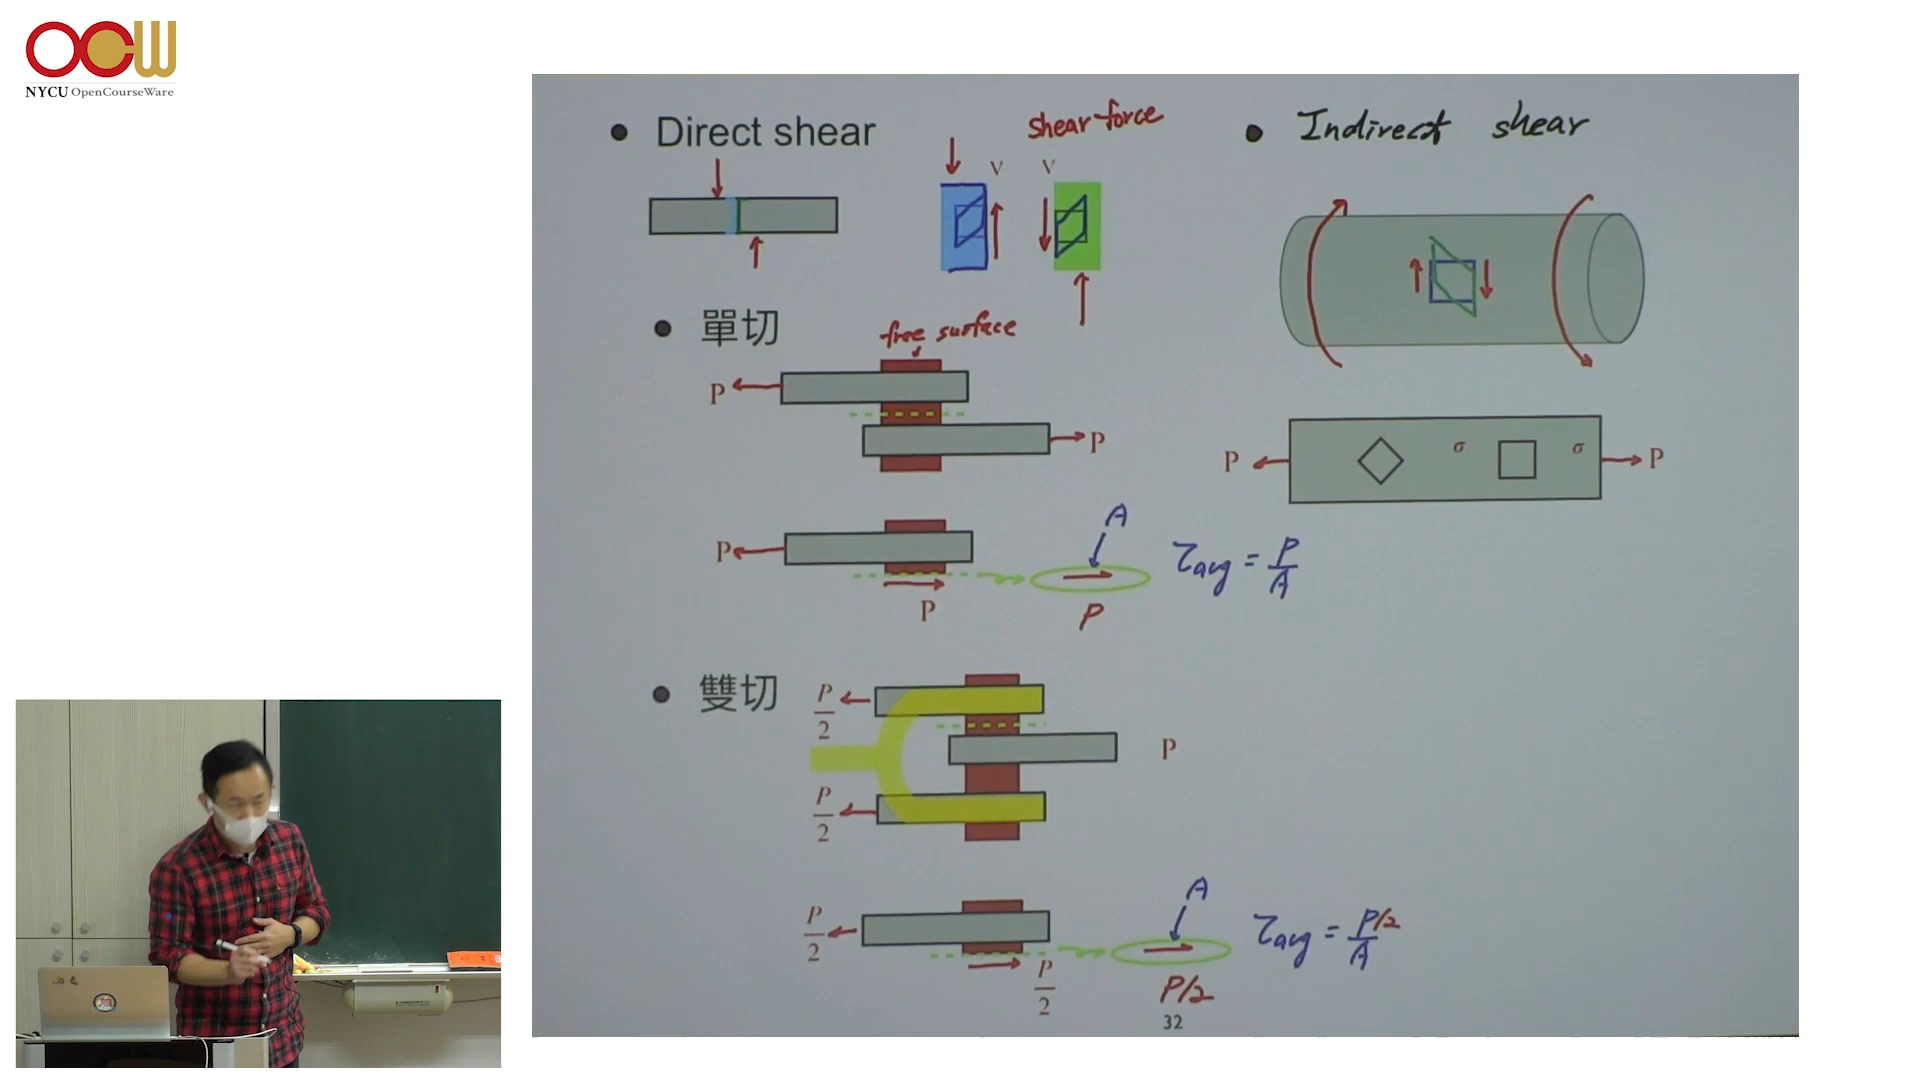 OCW
NYCU OpenCourseWare
Direct shear
shear force
V
V
Indirect shear
單切
free surface
P
P
P
P
A
τavg = P/A
P
P
σ
σ
P
雙切
P/2
P
P/2
P/2
P/2
A
P/2
τavg = P/2/A
32